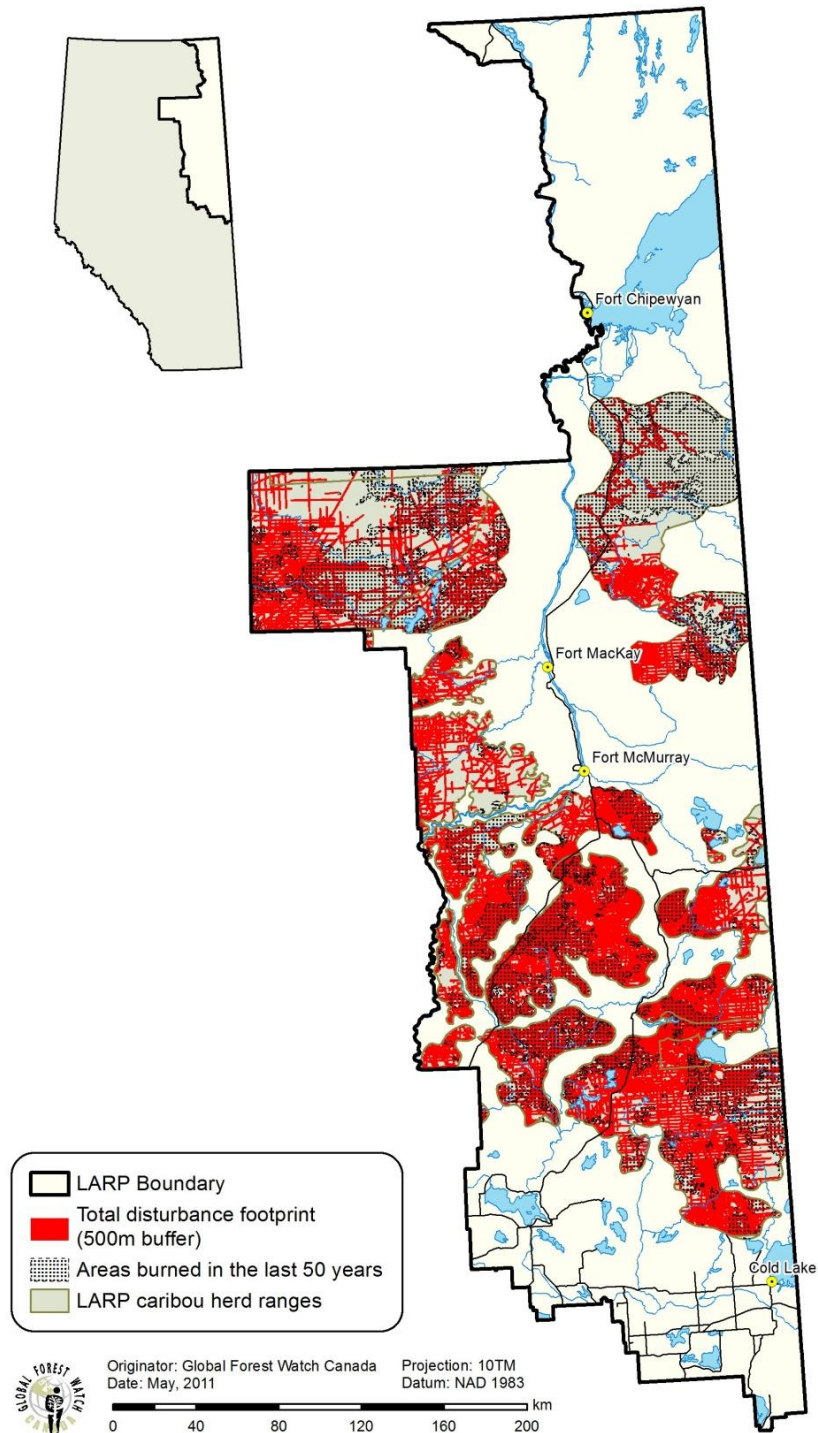 Fort Chipewyan
Fort MacKay
Fort McMurray
Cold Lake
LARP Boundary
Total disturbance footprint
(500m buffer)
Areas burned in the last 50 years
LARP caribou herd ranges
GLOBAL FOREST WATCH
CANADA
Originator: Global Forest Watch Canada
Date: May, 2011
Projection: 10TM
Datum: NAD 1983
km
0 40 80 120 160 200